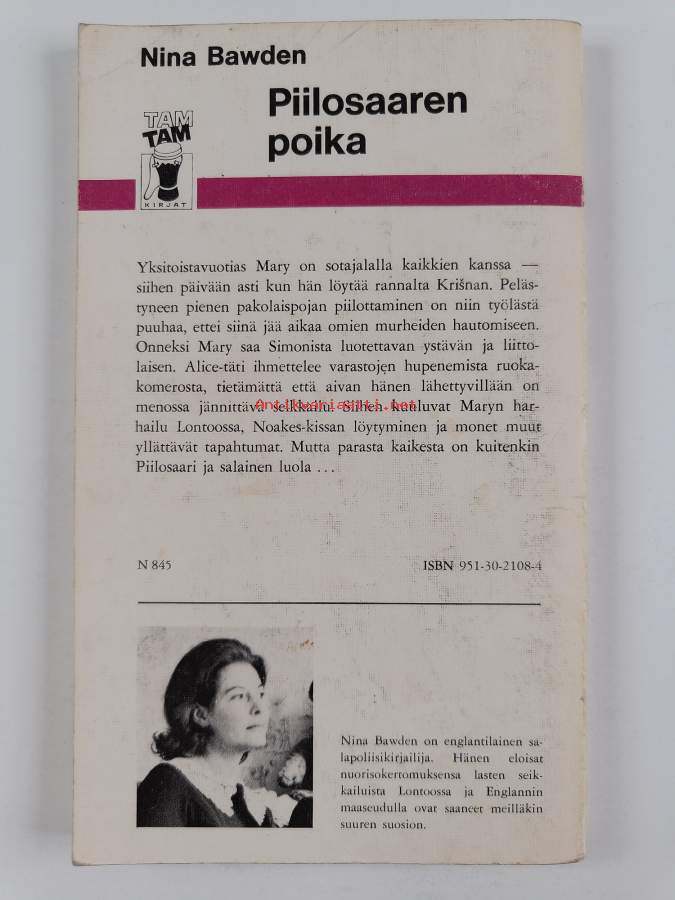 Nina Bawden
Piilosaaren
poika
TAM
TAM
KIRJAT
Yksitoistavuotias Mary on sotajalalla kaikkien kanssa —
siihen päivään asti kun hän löytää rannalta Krišnan. Peläs-
tyneen pienen pakolaispojan piilottaminen on niin työlästä
puuhaa, ettei siinä jää aikaa omien murheiden hautomiseen.
Onneksi Mary saa Simonista luotettavan ystävän ja liitto-
laisen. Alice-täti ihmettelee varastojen hupenemista ruoka-
komerosta, tietämättä että aivan hänen lähettyvillään on
menossa jännittävä seikkailu. Siihen kuuluvat Maryn har-
hailu Lontoossa, Noakes-kissan löytyminen ja monet muut
yllättävät tapahtumat. Mutta parasta kaikesta on kuitenkin
Piilosaari ja salainen luola ...
Antikvariaatti.net
N 845 ISBN 951-30-2108-4
Nina Bawden on englantilainen sa-
lapoliisikirjailija. Hänen eloisat
nuorisokertomuksensa lasten seik-
kailuista Lontoossa ja Englannin
maaseudulla ovat saaneet meilläkin
suuren suosion.